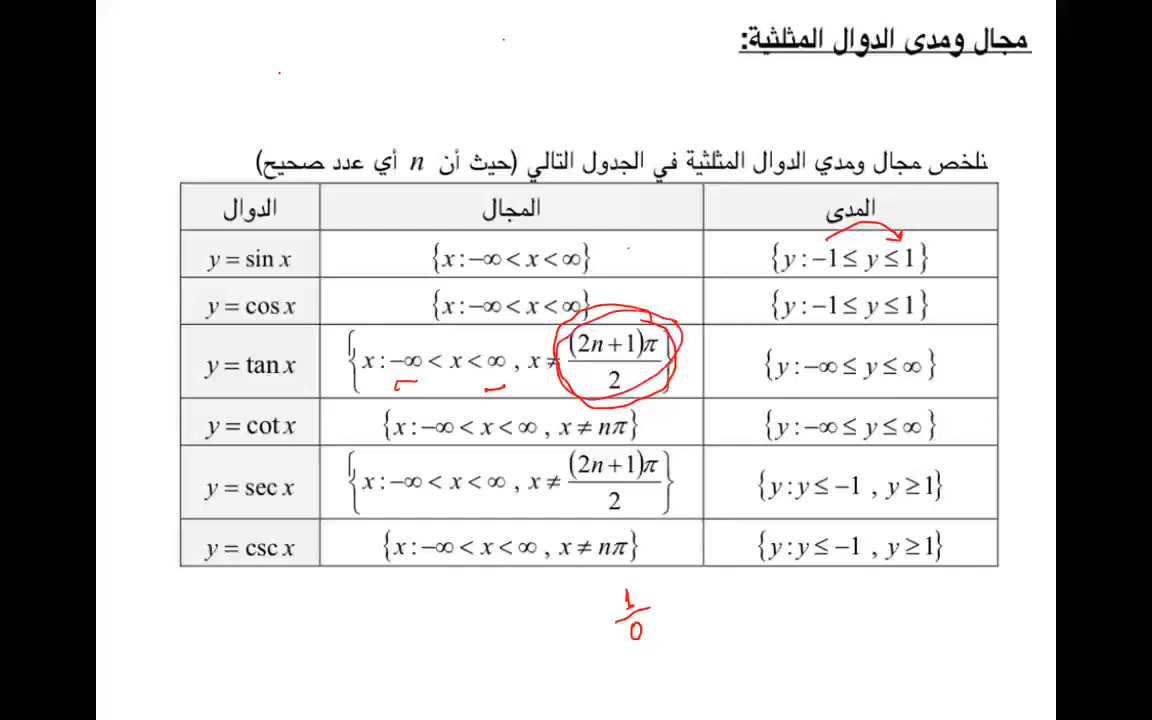 مجال ومدى الدوال المثلثية:
نلخص مجال ومدي الدوال المثلثية في الجدول التالي (حيث أن n أي عدد صحيح)
الدوال المجال المدى
y = sin x {x : −∞ < x < ∞} {y : −1 ≤ y ≤ 1}
y = cos x {x : −∞ < x < ∞} {y : −1 ≤ y ≤ 1}
y = tan x {x : −∞ < x < ∞ , x ≠ (2n+1)π/2} {y : −∞ ≤ y ≤ ∞}
y = cot x {x : −∞ < x < ∞ , x ≠ nπ} {y : −∞ ≤ y ≤ ∞}
y = sec x {x : −∞ < x < ∞ , x ≠ (2n+1)π/2} {y : y ≤ −1 , y ≥ 1}
y = csc x {x : −∞ < x < ∞ , x ≠ nπ} {y : y ≤ −1 , y ≥ 1}
1/0